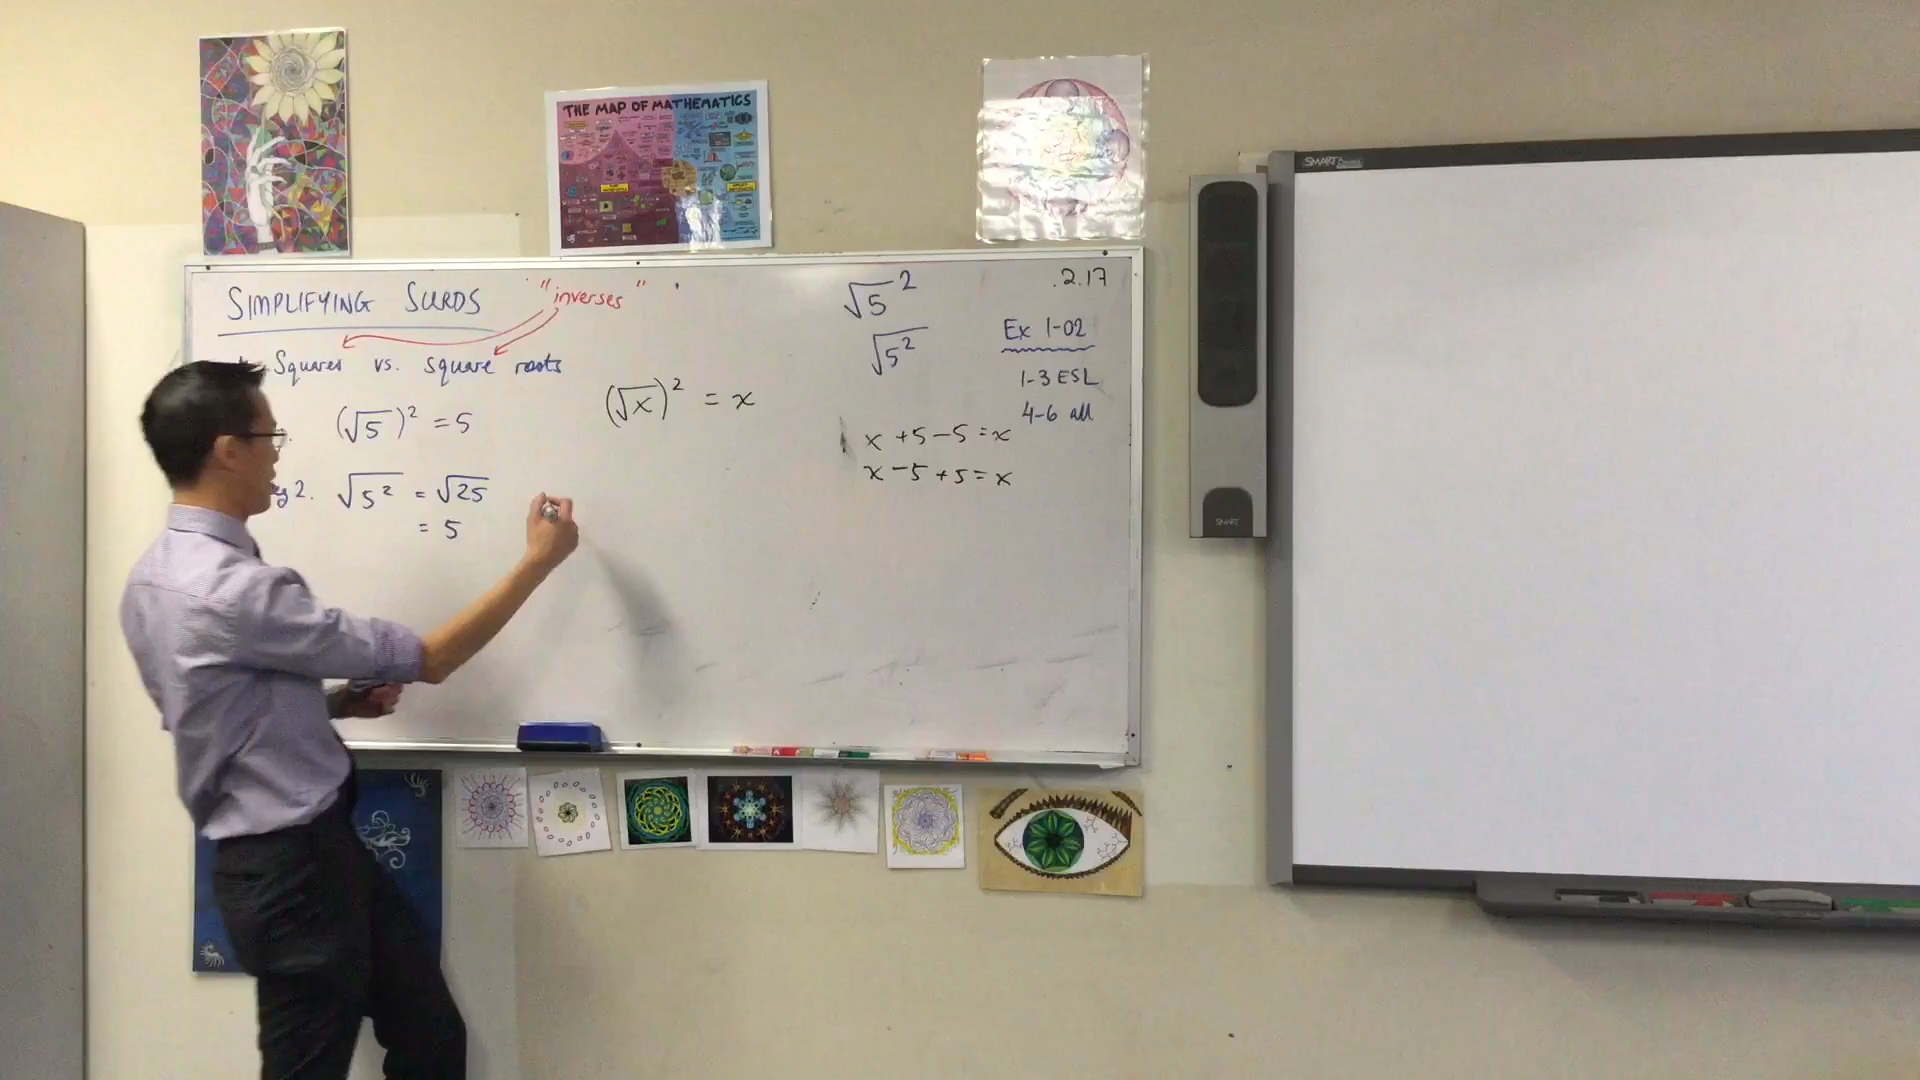 THE MAP OF MATHEMATICS
SMART
SIMPLIFYING SURDS
"inverses"
Squares vs. square roots
(√5)² = 5
eg 2. √5² = √25
= 5
(√x)² = x
√5 ²
√5²
.2.17
Ex 1-02
1-3 ESL
4-6 all
x +5-5=x
x -5+5=x
SMART